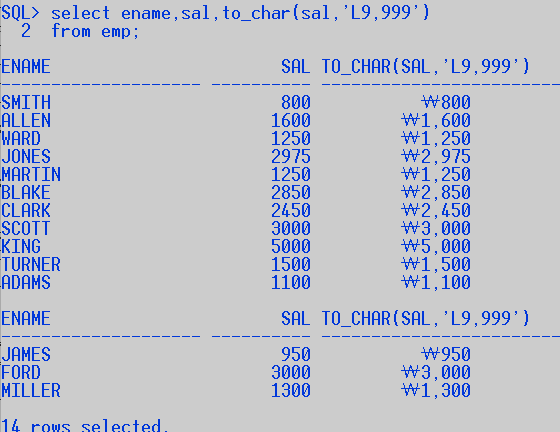 SQL> select ename,sal,to_char(sal,'L9,999')
  2  from emp;
ENAME                       SAL TO_CHAR(SAL,'L9,999')
-------------------- ---------- ------------------------
SMITH                       800              ₩800
ALLEN                      1600            ₩1,600
WARD                       1250            ₩1,250
JONES                      2975            ₩2,975
MARTIN                     1250            ₩1,250
BLAKE                      2850            ₩2,850
CLARK                      2450            ₩2,450
SCOTT                      3000            ₩3,000
KING                       5000            ₩5,000
TURNER                     1500            ₩1,500
ADAMS                      1100            ₩1,100
ENAME                       SAL TO_CHAR(SAL,'L9,999')
-------------------- ---------- ------------------------
JAMES                       950              ₩950
FORD                       3000            ₩3,000
MILLER                     1300            ₩1,300
14 rows selected.